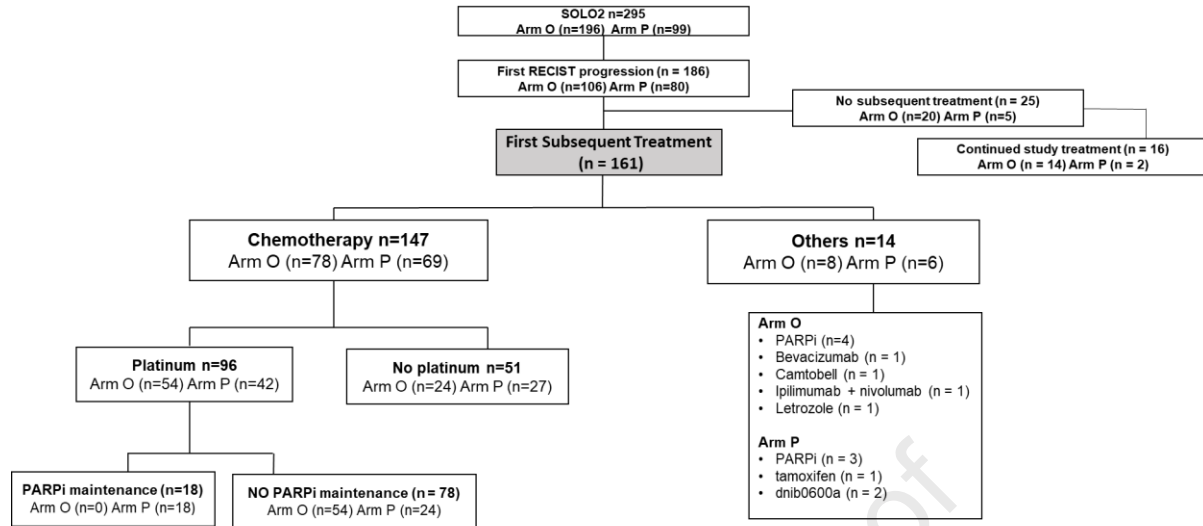 SOLO2 n=295
Arm O (n=196) Arm P (n=99)
First RECIST progression (n = 186)
Arm O (n=106) Arm P (n=80)
No subsequent treatment (n = 25)
Arm O (n=20) Arm P (n=5)
First Subsequent Treatment
(n = 161)
Continued study treatment (n = 16)
Arm O (n = 14) Arm P (n = 2)
Chemotherapy n=147
Arm O (n=78) Arm P (n=69)
Others n=14
Arm O (n=8) Arm P (n=6)
Platinum n=96
Arm O (n=54) Arm P (n=42)
No platinum n=51
Arm O (n=24) Arm P (n=27)
Arm O
• PARPi (n=4)
• Bevacizumab (n = 1)
• Camtobell (n = 1)
• Ipilimumab + nivolumab (n = 1)
• Letrozole (n = 1)
Arm P
• PARPi (n = 3)
• tamoxifen (n = 1)
• dnib0600a (n = 2)
PARPi maintenance (n=18)
Arm O (n=0) Arm P (n=18)
NO PARPi maintenance (n = 78)
Arm O (n=54) Arm P (n=24)
of